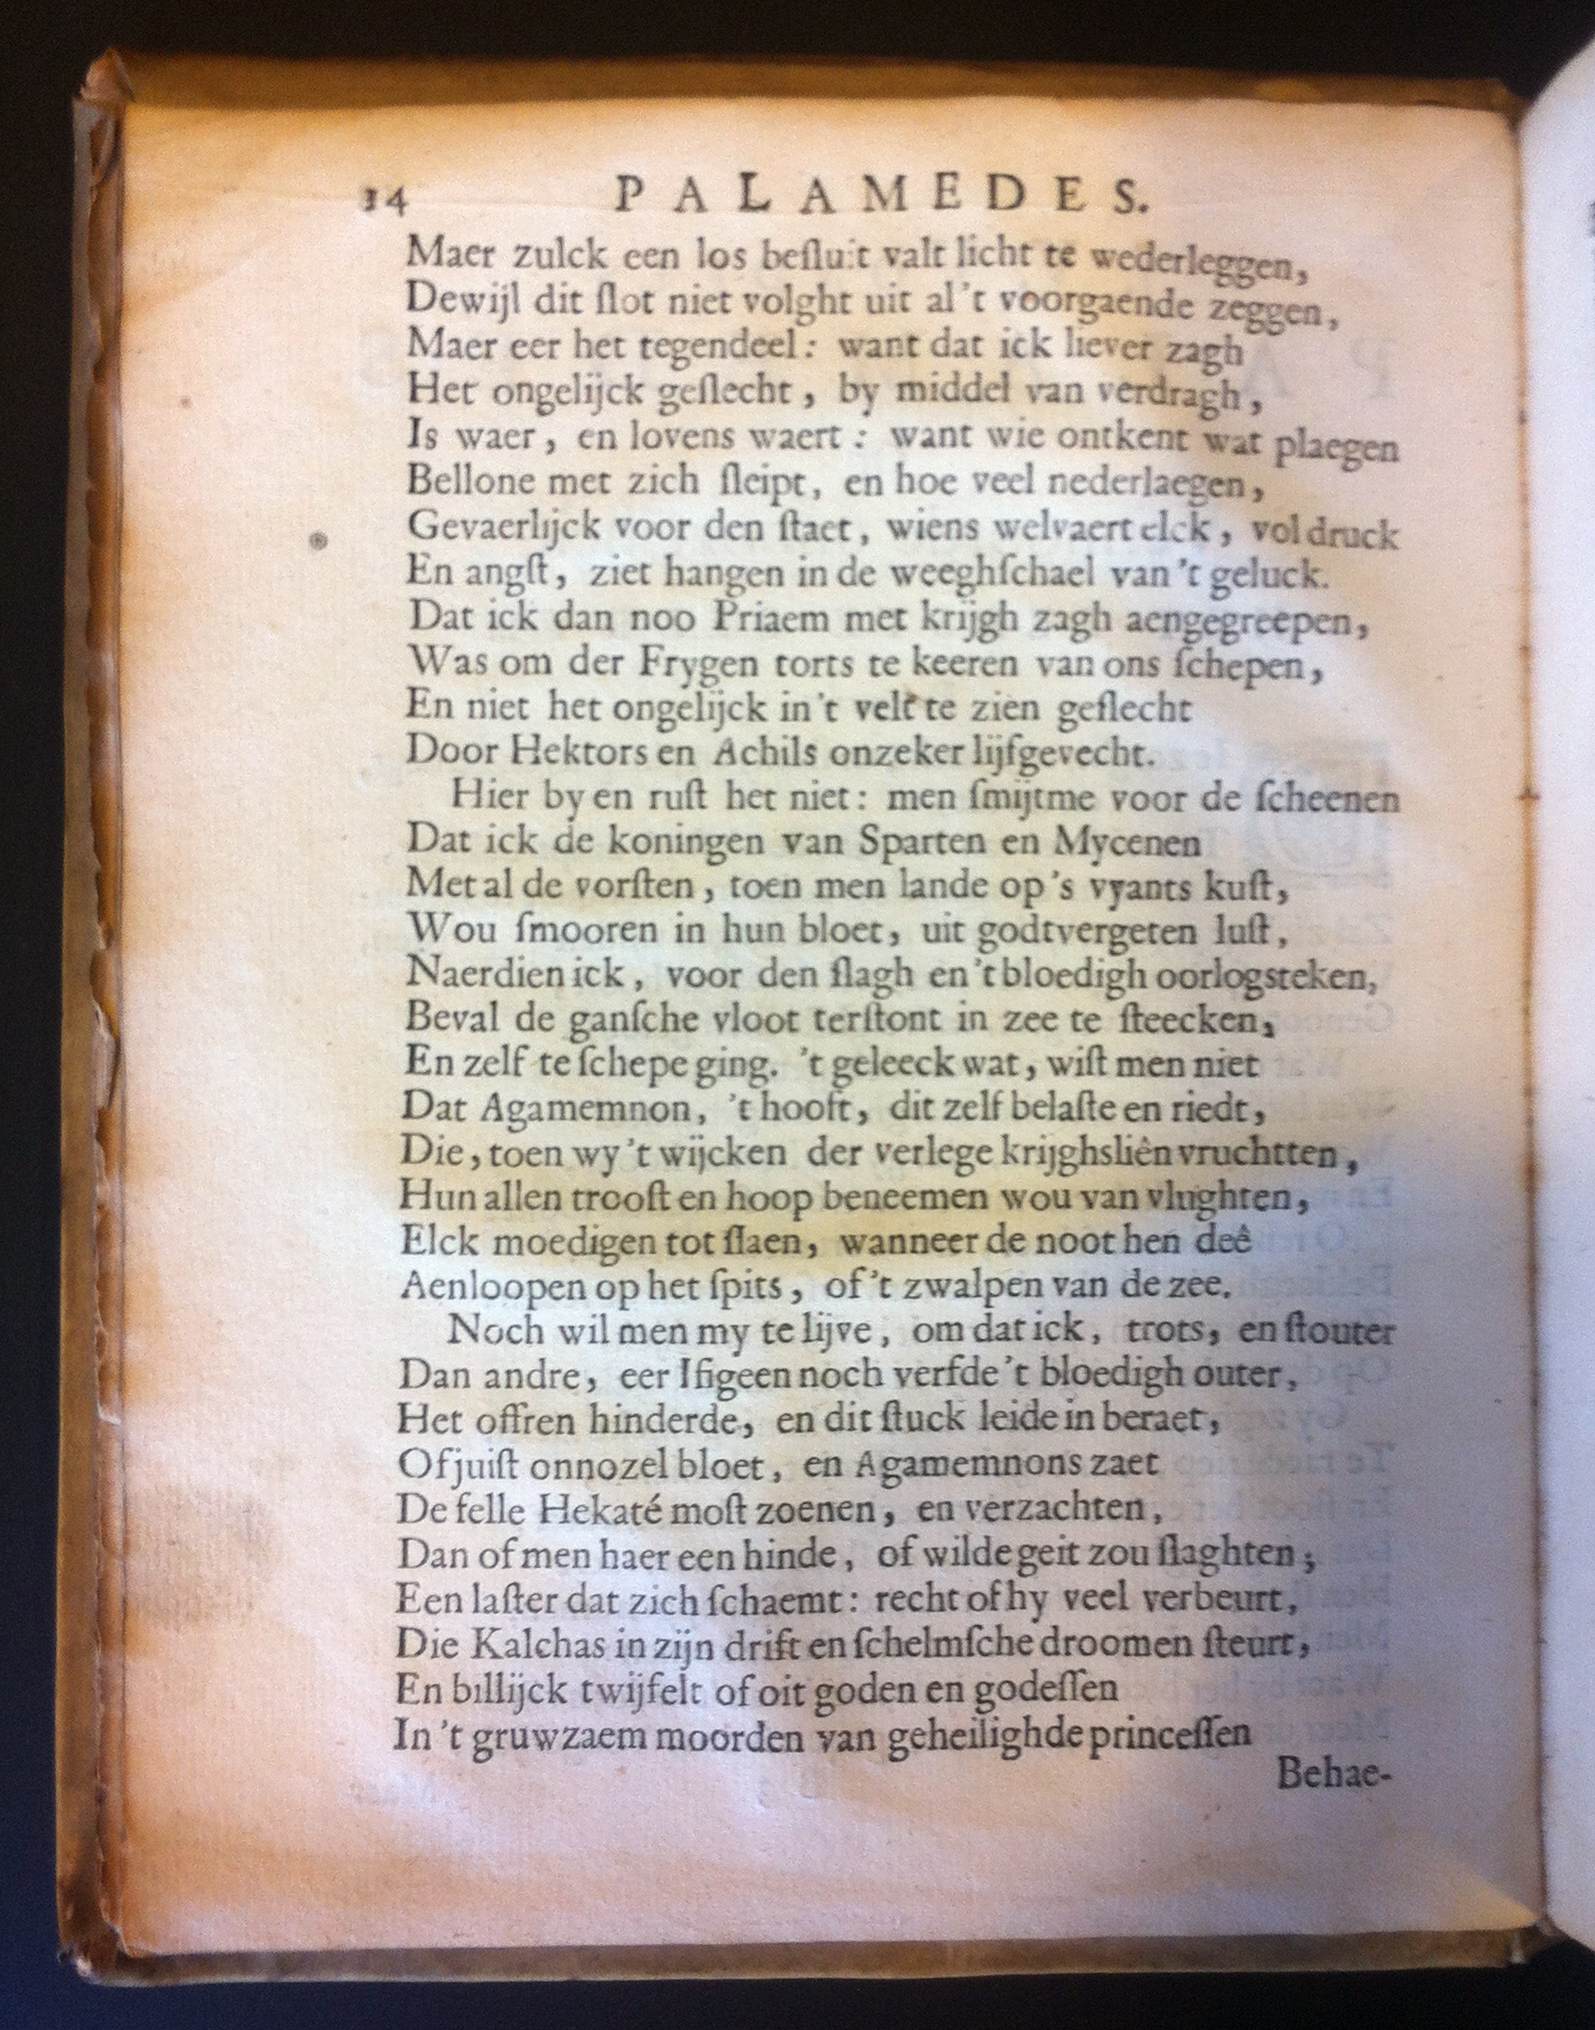 14 PALAMEDES.
Maer zulck een los beſluit valt licht te wederleggen,
Dewijl dit ſlot niet volght uit al 't voorgaende zeggen,
Maer eer het tegendeel: want dat ick liever zagh
Het ongelijck geſlecht, by middel van verdragh,
Is waer, en lovens waert: want wie ontkent wat plaegen
Bellone met zich ſleipt, en hoe veel nederlaegen,
Gevaerlijck voor den ſtaet, wiens welvaert elck, vol druck
En angſt, ziet hangen in de weeghſchael van 't geluck.
Dat ick dan noo Priaem met krijgh zagh aengegreepen,
Was om der Frygen torts te keeren van ons ſchepen,
En niet het ongelijck in 't velt te zien geſlecht
Door Hektors en Achils onzeker lijfgevecht.
Hier by en ruſt het niet: men ſmijtme voor de ſcheenen
Dat ick de koningen van Sparten en Mycenen
Met al de vorſten, toen men lande op 's vyants kuſt,
Wou ſmooren in hun bloet, uit godtvergeten luſt,
Naerdien ick, voor den ſlagh en 't bloedigh oorlogsteken,
Beval de ganſche vloot terſtont in zee te ſteecken,
En zelf te ſchepe ging. 't geleeck wat, wiſt men niet
Dat Agamemnon, 't hooft, dit zelf belaſte en riedt,
Die, toen wy 't wijcken der verlege krijghsliên vruchtten,
Hun allen trooſt en hoop beneemen wou van vlughten,
Elck moedigen tot ſlaen, wanneer de noot hen deê
Aenloopen op het ſpits, of 't zwalpen van de zee.
Noch wil men my te lijve, om dat ick, trots, en ſtouter
Dan andre, eer Ifigeen noch verfde 't bloedigh outer,
Het offren hinderde, en dit ſtuck leide in beraet,
Of juiſt onnozel bloet, en Agamemnons zaet
De felle Hekaté moſt zoenen, en verzachten,
Dan of men haer een hinde, of wilde geit zou ſlaghten;
Een laſter dat zich ſchaemt: recht of hy veel verbeurt,
Die Kalchas in zijn drift en ſchelmſche droomen ſteurt,
En billijck twijfelt of oit goden en godeſſen
In 't gruwzaem moorden van geheilighde princeſſen
Behae-